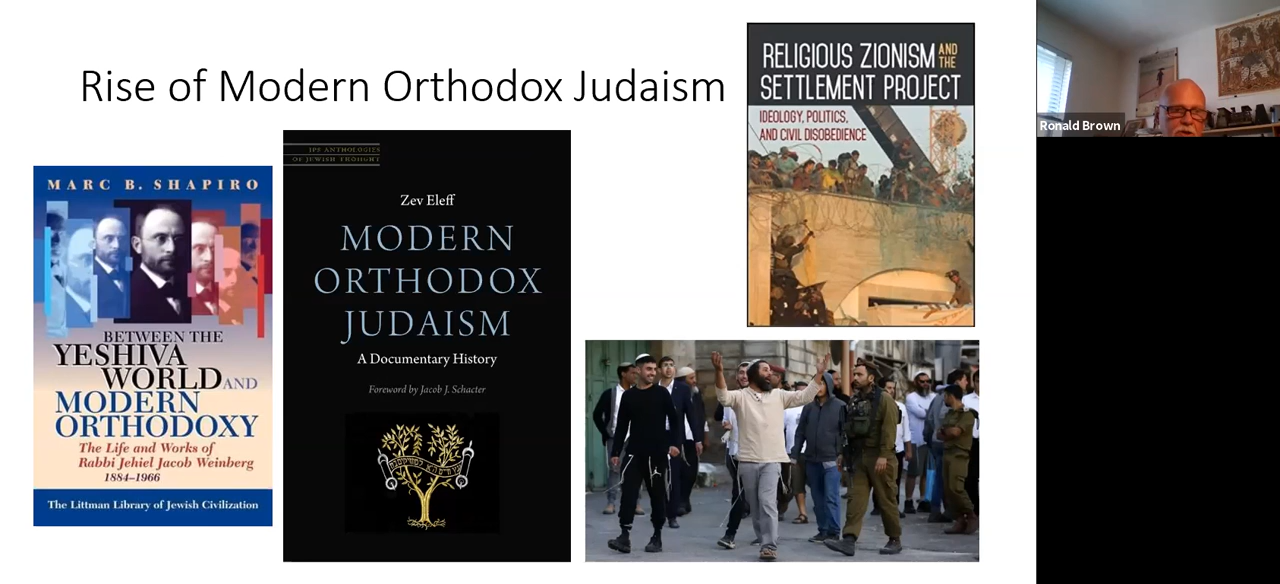 Rise of Modern Orthodox Judaism
MARC B. SHAPIRO
BETWEEN THE
YESHIVA
WORLD AND
MODERN
ORTHODOXY
The Life and Works of
Rabbi Jehiel Jacob Weinberg
1884–1966
The Littman Library of Jewish Civilization
JPS ANTHOLOGIES
OF JEWISH THOUGHT
Zev Eleff
MODERN
ORTHODOX
JUDAISM
A Documentary History
Foreword by Jacob J. Schacter
RELIGIOUS ZIONISM AND THE
SETTLEMENT PROJECT
IDEOLOGY, POLITICS,
AND CIVIL DISOBEDIENCE
Ronald Brown